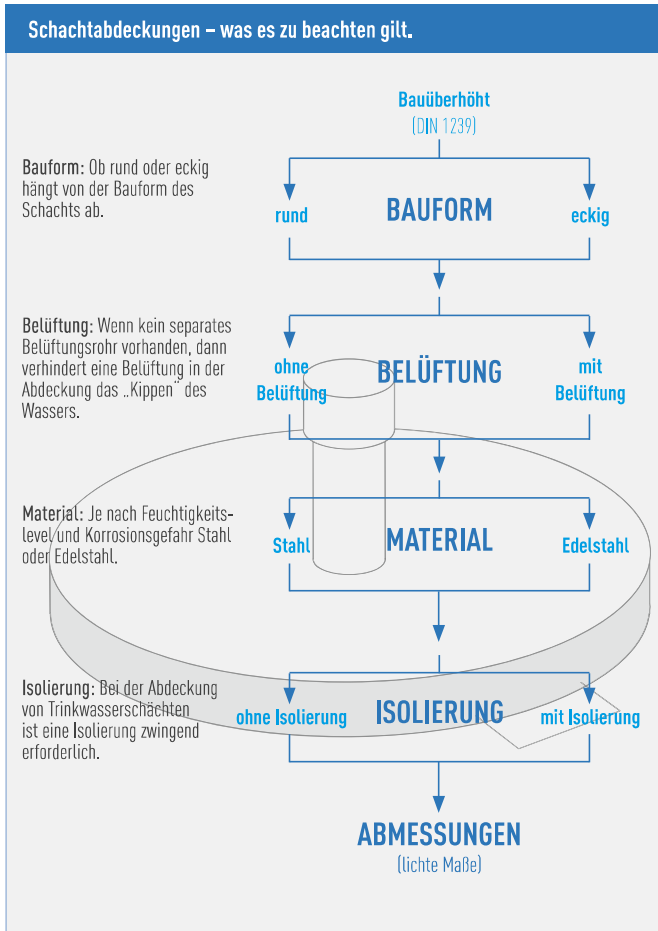 Schachtabdeckungen – was es zu beachten gilt.
Bauüberhöht
(DIN 1239)
Bauform: Ob rund oder eckig
hängt von der Bauform des
Schachts ab.
rund
BAUFORM
eckig
Belüftung: Wenn kein separates
Belüftungsrohr vorhanden, dann
verhindert eine Belüftung in der
Abdeckung das „Kippen" des
Wassers.
ohne
Belüftung
BELÜFTUNG
mit
Belüftung
Material: Je nach Feuchtigkeits-
level und Korrosionsgefahr Stahl
oder Edelstahl.
Stahl
MATERIAL
Edelstahl
Isolierung: Bei der Abdeckung
von Trinkwasserschächten
ist eine Isolierung zwingend
erforderlich.
ohne Isolierung
ISOLIERUNG
mit Isolierung
ABMESSUNGEN
(lichte Maße)